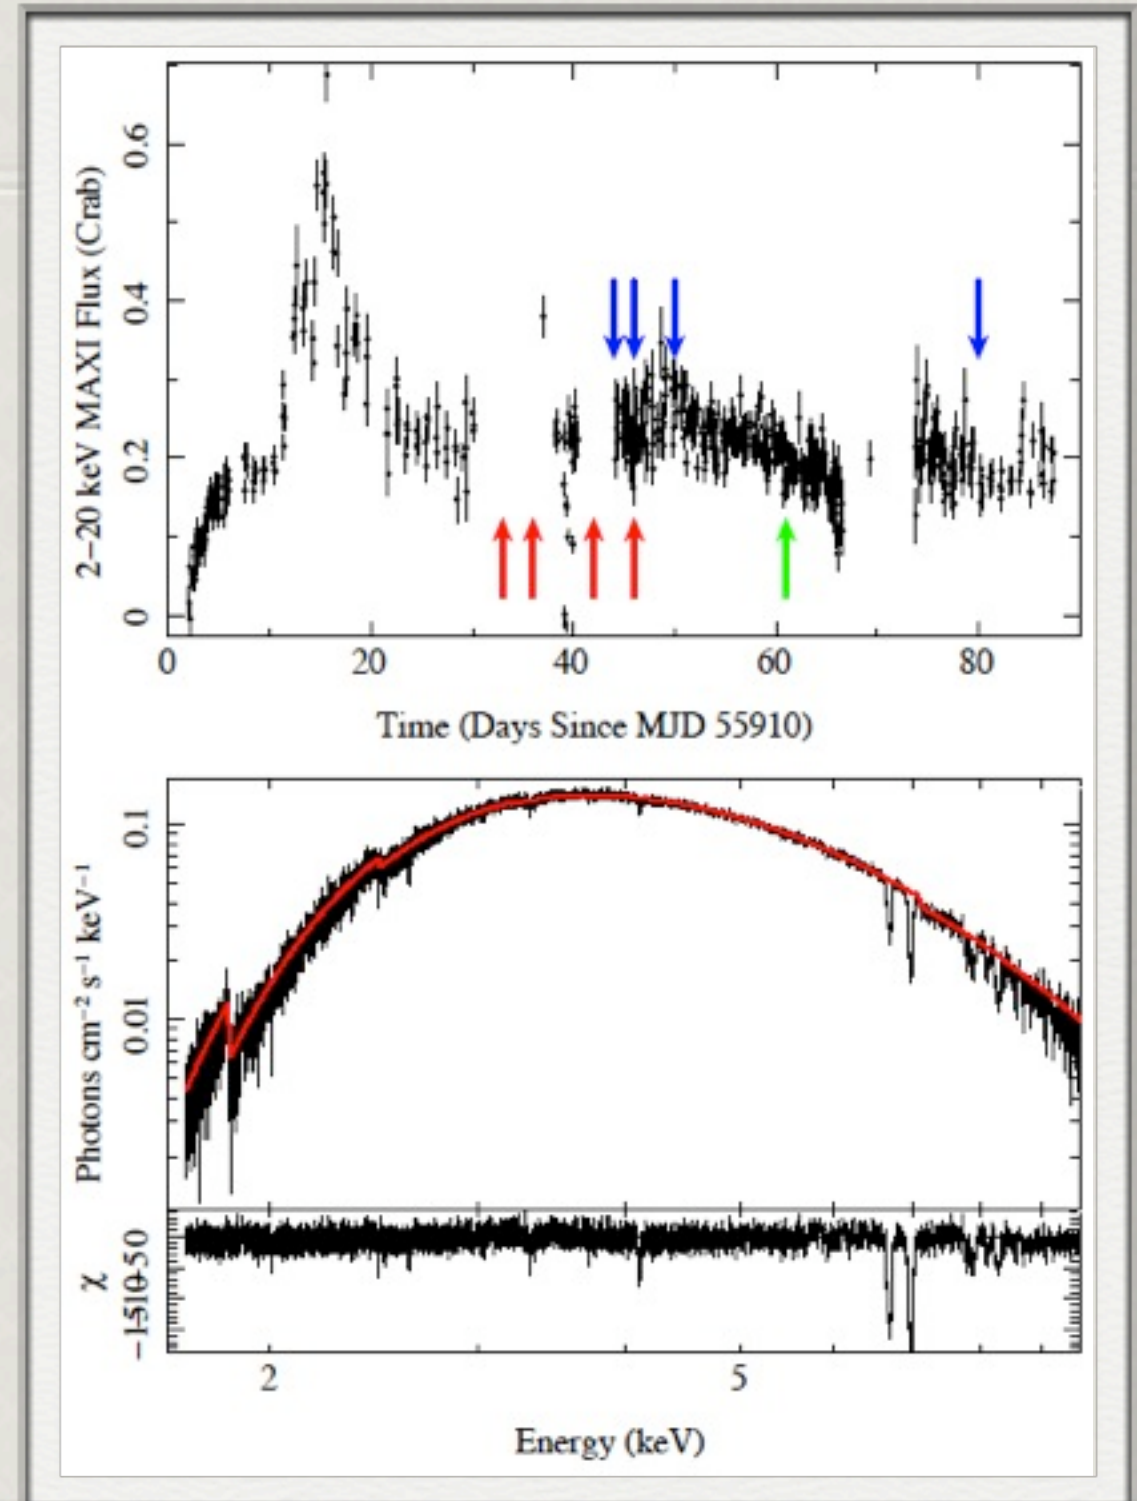 2−20 keV MAXI Flux (Crab)
0.6
0.4
0.2
0
0 20 40 60 80
Time (Days Since MJD 55910)
Photons cm⁻² s⁻¹ keV⁻¹
0.1
0.01
χ
2 5
Energy (keV)